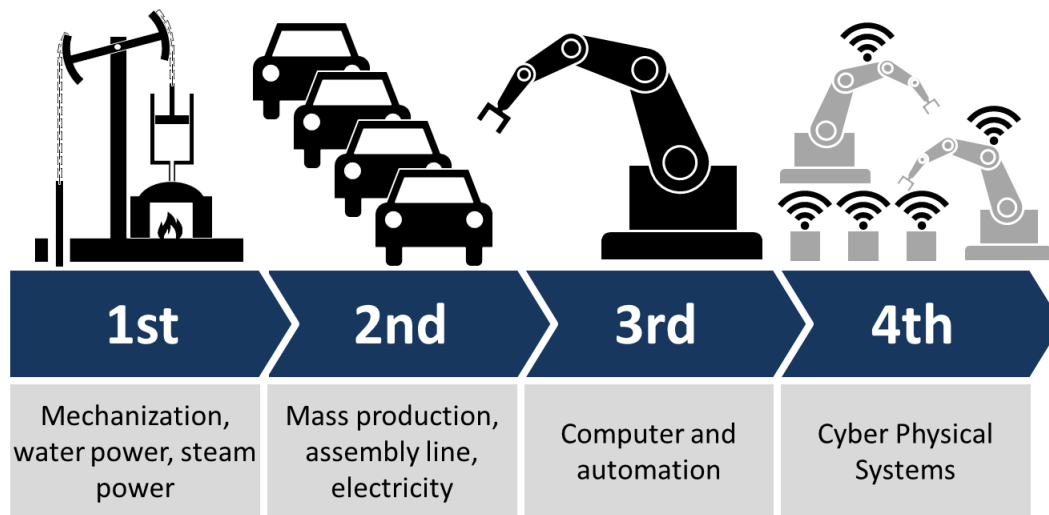 1st
2nd
3rd
4th
Mechanization,
water power, steam
power
Mass production,
assembly line,
electricity
Computer and
automation
Cyber Physical
Systems